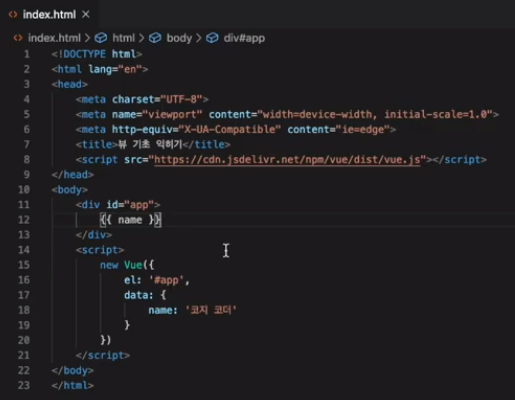 index.html ×
index.html > html > body > div#app
1 <!DOCTYPE html>
2 <html lang="en">
3 <head>
4 <meta charset="UTF-8">
5 <meta name="viewport" content="width=device-width, initial-scale=1.0">
6 <meta http-equiv="X-UA-Compatible" content="ie=edge">
7 <title>뷰 기초 익히기</title>
8 <script src="https://cdn.jsdelivr.net/npm/vue/dist/vue.js"></script>
9 </head>
10 <body>
11 <div id="app">
12 {{ name }}
13 </div>
14 <script>
15 new Vue({
16 el: '#app',
17 data: {
18 name: '코지 코더'
19 }
20 })
21 </script>
22 </body>
23 </html>